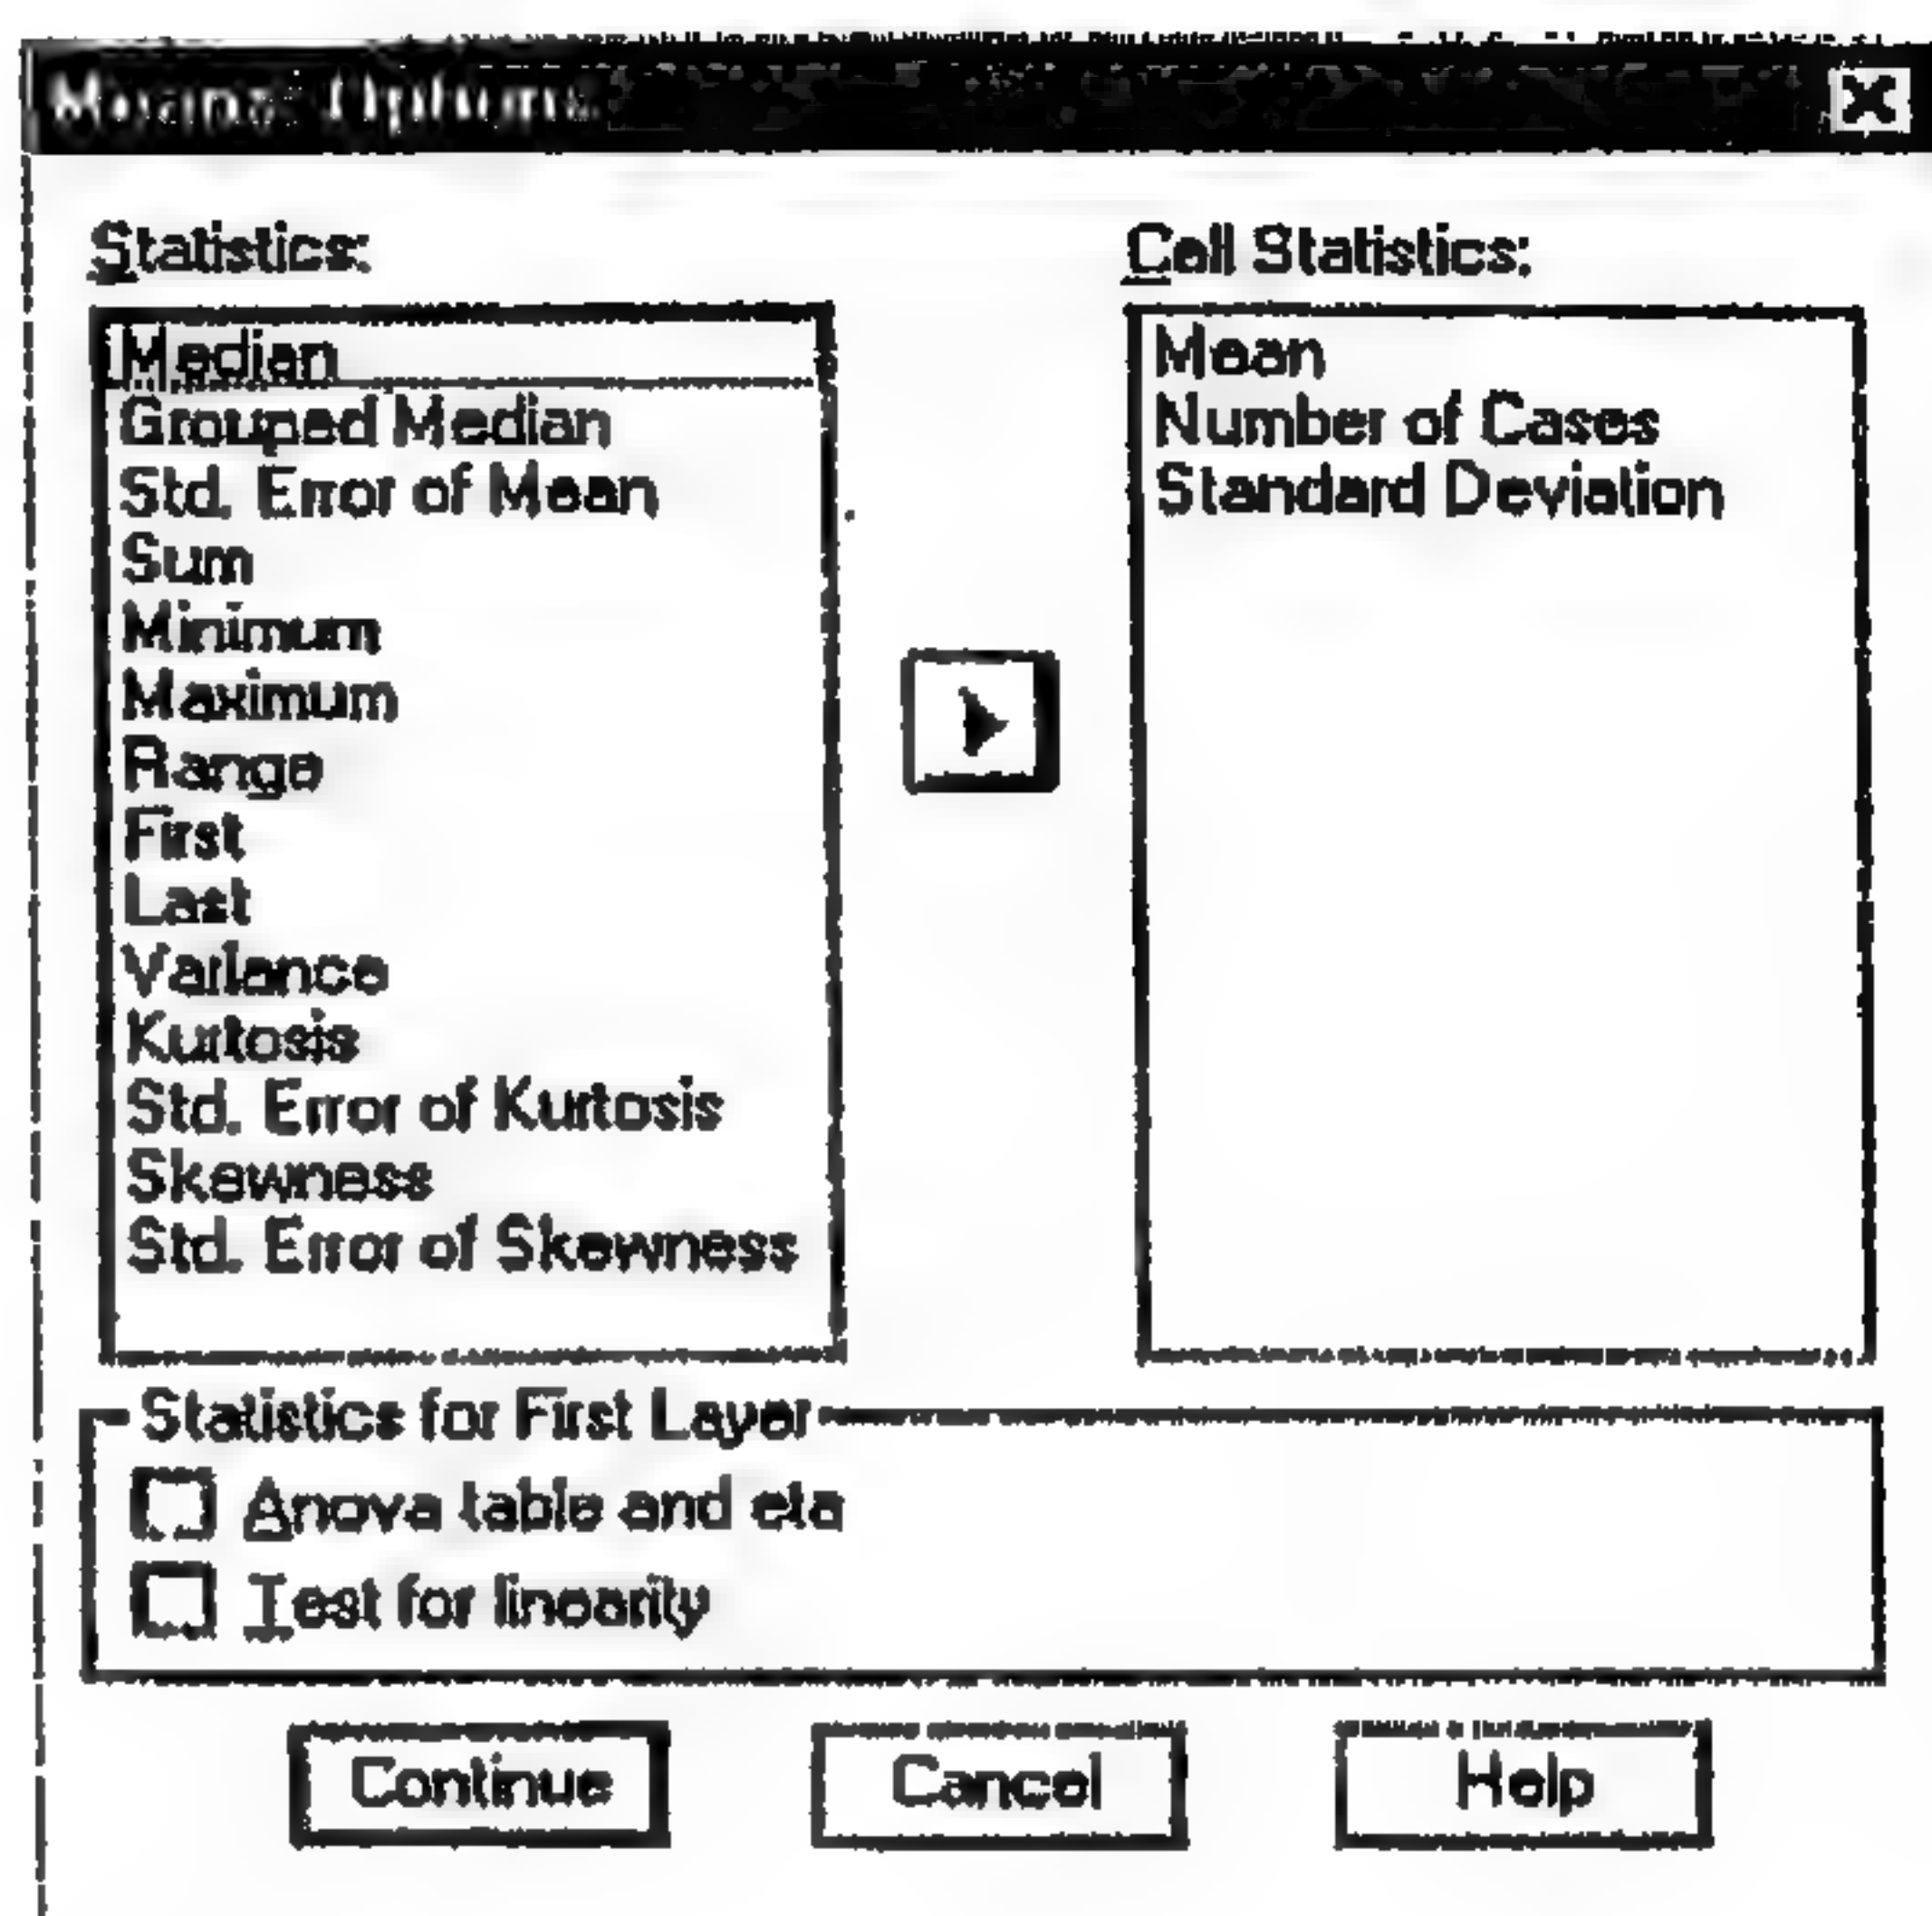 Means: Options
Statistics:
Median
Grouped Median
Std. Error of Mean
Sum
Minimum
Maximum
Range
First
Last
Variance
Kurtosis
Std. Error of Kurtosis
Skewness
Std. Error of Skewness
Cell Statistics:
Mean
Number of Cases
Standard Deviation
Statistics for First Layer
Anova table and eta
Test for linearity
Continue
Cancel
Help